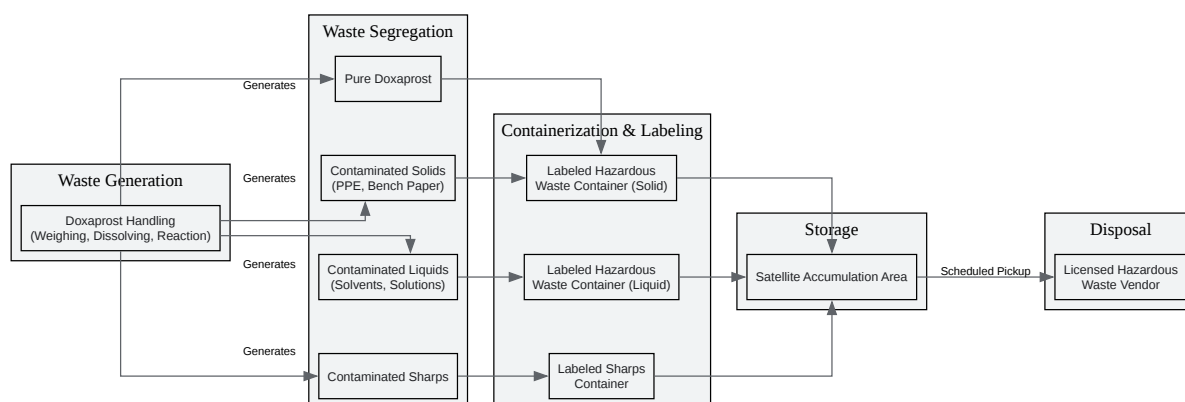 Waste Generation
Doxaprost Handling
(Weighing, Dissolving, Reaction)
Generates
Generates
Generates
Generates
Waste Segregation
Pure Doxaprost
Contaminated Solids
(PPE, Bench Paper)
Contaminated Liquids
(Solvents, Solutions)
Contaminated Sharps
Containerization & Labeling
Labeled Hazardous
Waste Container (Solid)
Labeled Hazardous
Waste Container (Liquid)
Labeled Sharps
Container
Storage
Satellite Accumulation Area
Scheduled Pickup
Disposal
Licensed Hazardous
Waste Vendor